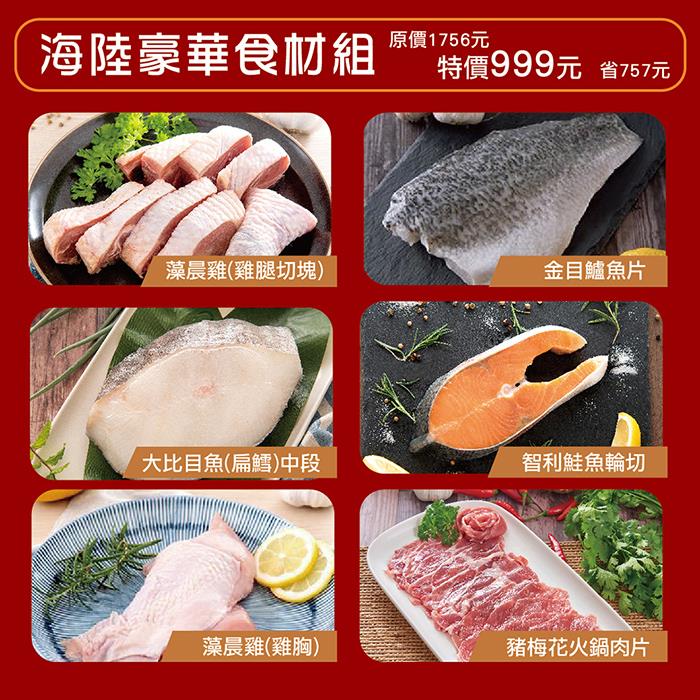 海陸豪華食材組
原價1756元
特價999元 省757元
藻晨雞(雞腿切塊)
金目鱸魚片
大比目魚(扁鱈)中段
智利鮭魚輪切
藻晨雞(雞胸)
豬梅花火鍋肉片